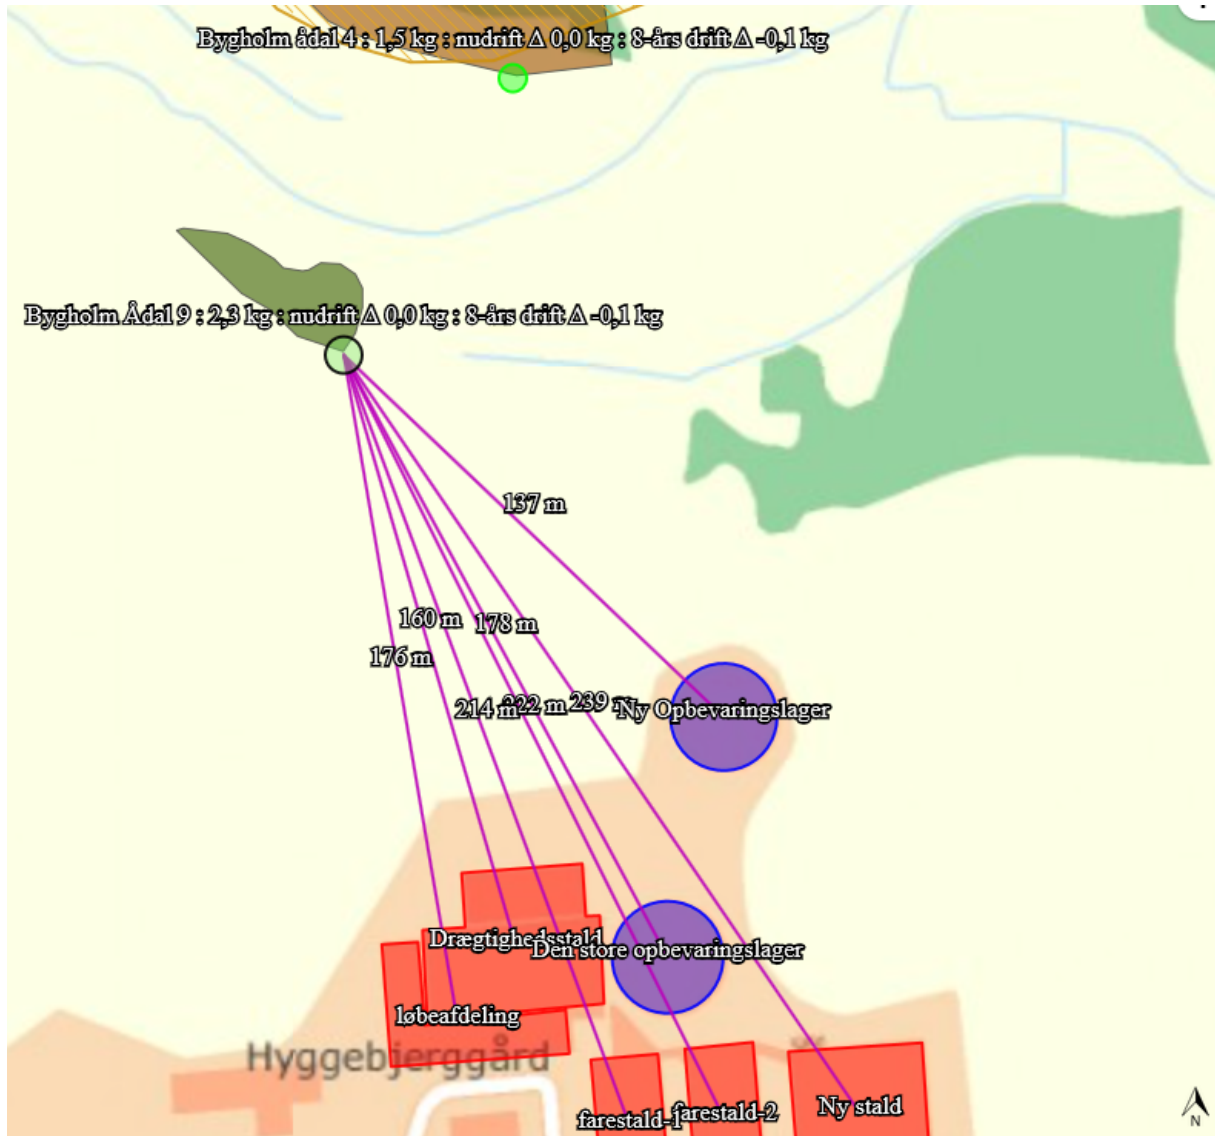 Bygholm ådal 4 : 1,5 kg : nudrift Δ 0,0 kg : 8-års drift Δ -0,1 kg
Bygholm Ådal 9 : 2,3 kg : nudrift Δ 0,0 kg : 8-års drift Δ -0,1 kg
137 m
160 m
178 m
176 m
214 m
222 m
239
Ny Opbevaringslager
Drægtighedsstald
Den store opbevaringslager
løbeafdeling
Hyggebjerggård
farestald-1
farestald-2
Ny stald
N